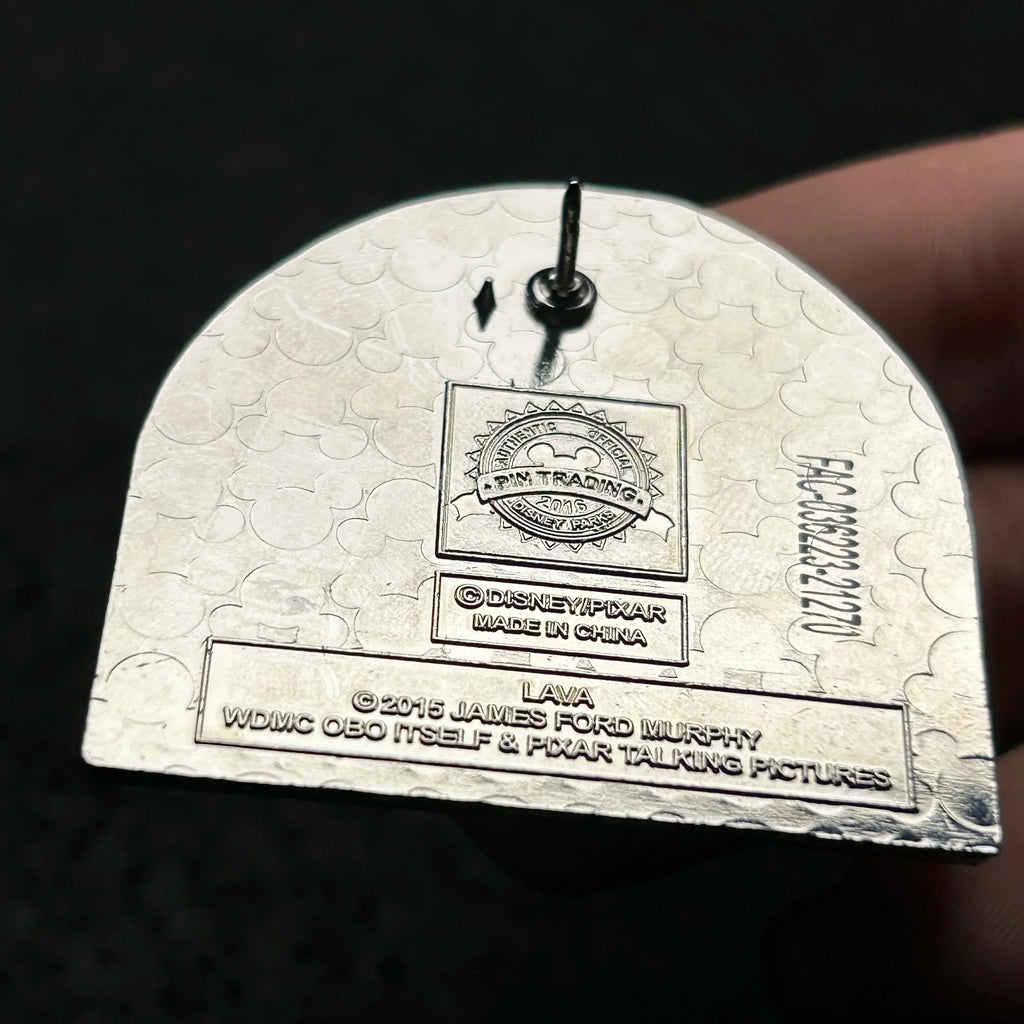 AUTHENTIC OFFICIAL
PIN TRADING
2016
DISNEY PARKS
© DISNEY/PIXAR
MADE IN CHINA
LAVA
© 2015 JAMES FORD MURPHY
WDMC OBO ITSELF & PIXAR TALKING PICTURES
FAC-036223-21270